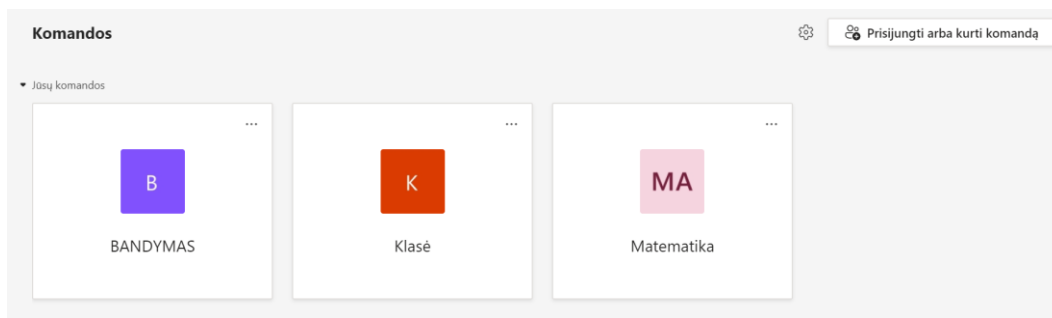 Komandos
Prisijungti arba kurti komandą
Jūsų komandos
B
K
MA
BANDYMAS
Klasė
Matematika